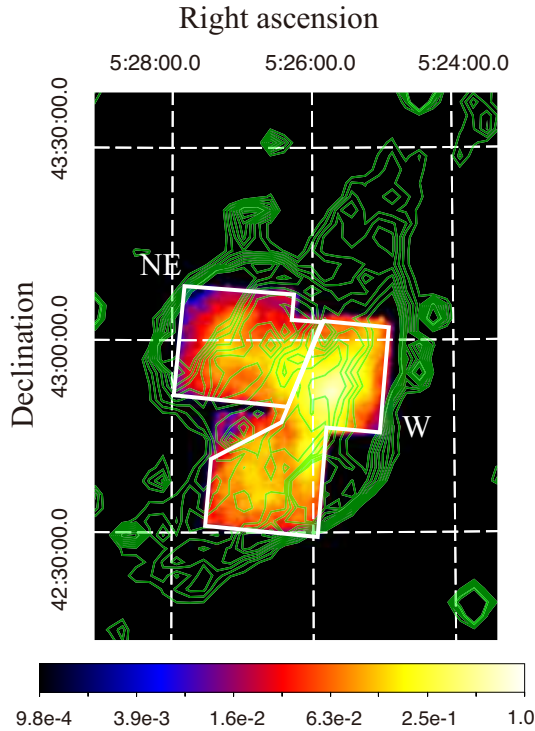 Right ascension
5:28:00.0 5:26:00.0 5:24:00.0
43:30:00.0
NE
Declination
43:00:00.0
W
42:30:00.0
9.8e-4 3.9e-3 1.6e-2 6.3e-2 2.5e-1 1.0